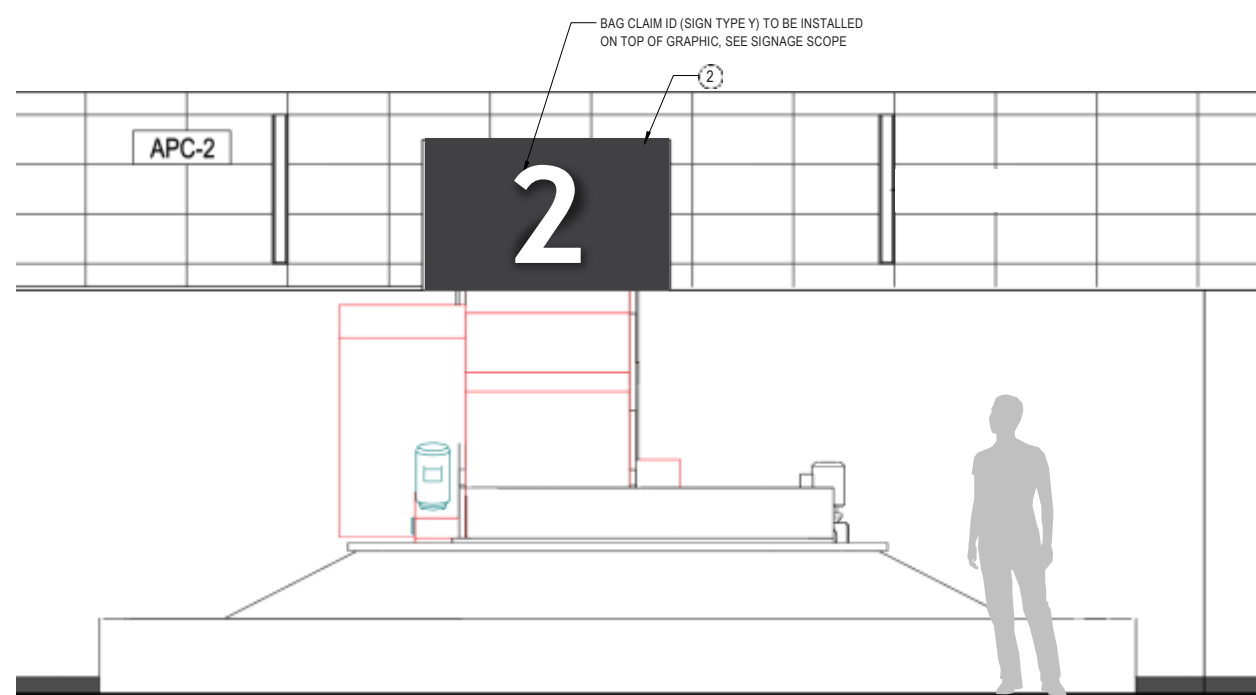 BAG CLAIM ID (SIGN TYPE Y) TO BE INSTALLED
ON TOP OF GRAPHIC, SEE SIGNAGE SCOPE
2
APC-2
2